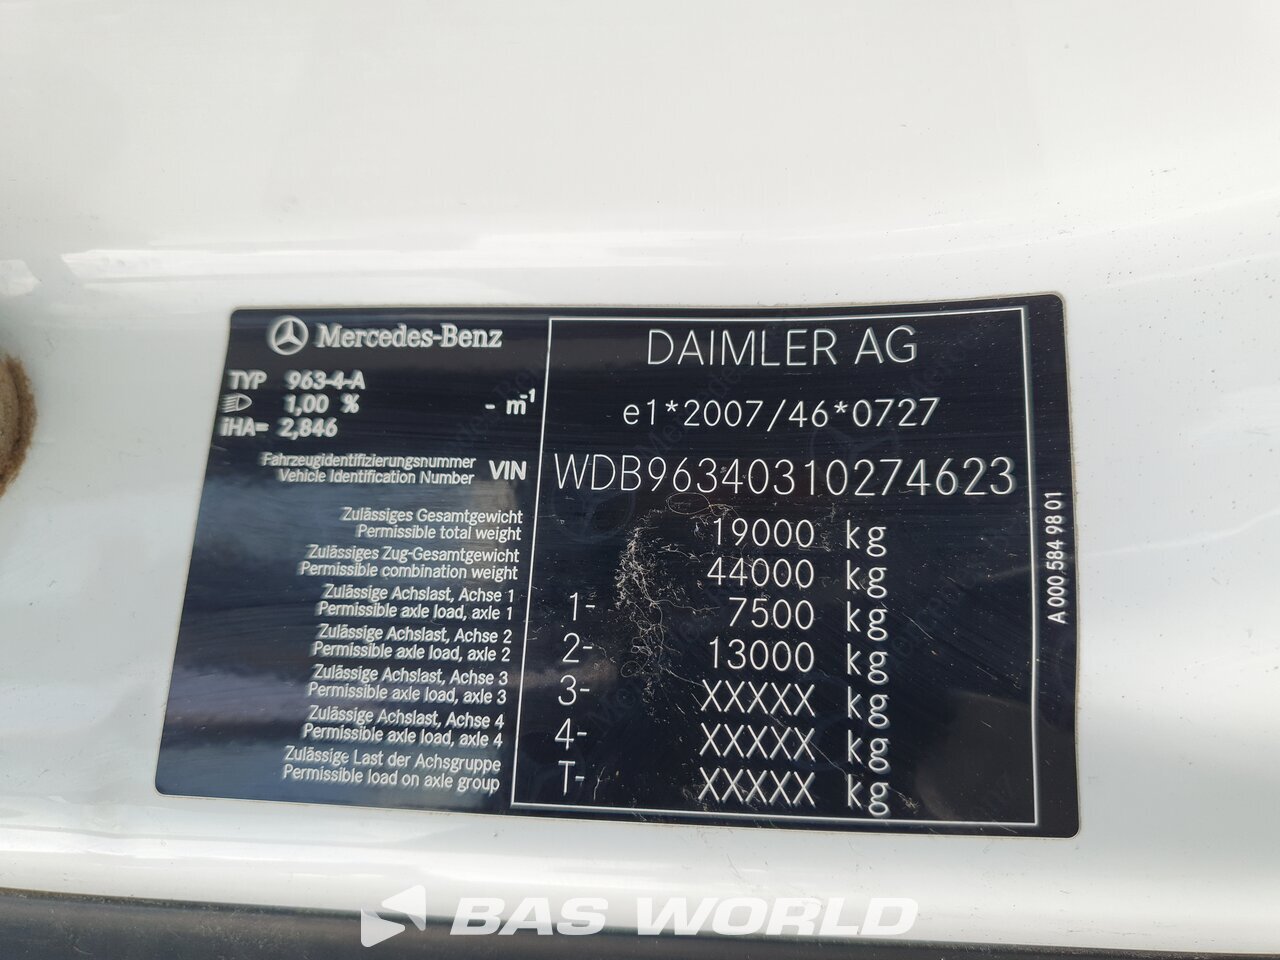 Mercedes-Benz
TYP 963-4-A
1,00 % - m-1
iHA= 2,846
DAIMLER AG
e1*2007/46*0727
Fahrzeugidentifizierungsnummer
Vehicle Identification Number
VIN WDB96340310274623
Zulässiges Gesamtgewicht
Permissible total weight
19000 kg
Zulässiges Zug-Gesamtgewicht
Permissible combination weight
44000 kg
Zulässige Achslast, Achse 1
Permissible axle load, axle 1
1- 7500 kg
Zulässige Achslast, Achse 2
Permissible axle load, axle 2
2- 13000 kg
Zulässige Achslast, Achse 3
Permissible axle load, axle 3
3- XXXXX kg
Zulässige Achslast, Achse 4
Permissible axle load, axle 4
4- XXXXX kg
Zulässige Last der Achsgruppe
Permissible load on axle group
T- XXXXX kg
A 000 584 98 01
BAS WORLD